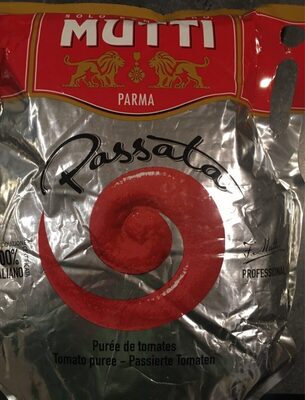 MUTTI
PARMA
Passata
PROFESSIONAL
Purée de tomates
Tomato puree – Passierte Tomaten